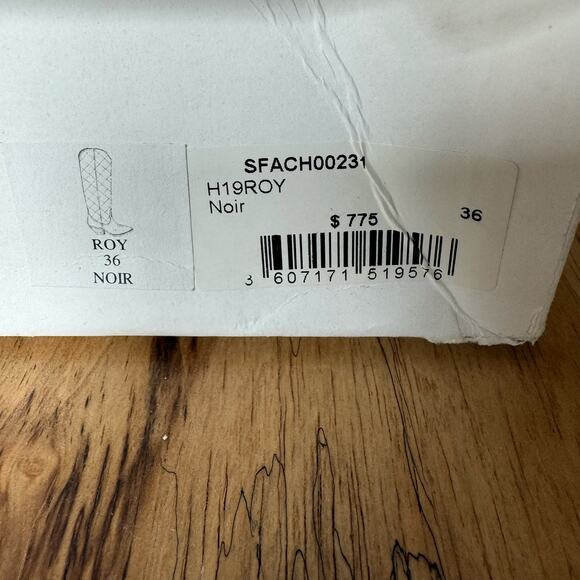 ROY
36
NOIR
SFACH00231
H19ROY
Noir
$ 775
36
3 607171 519576